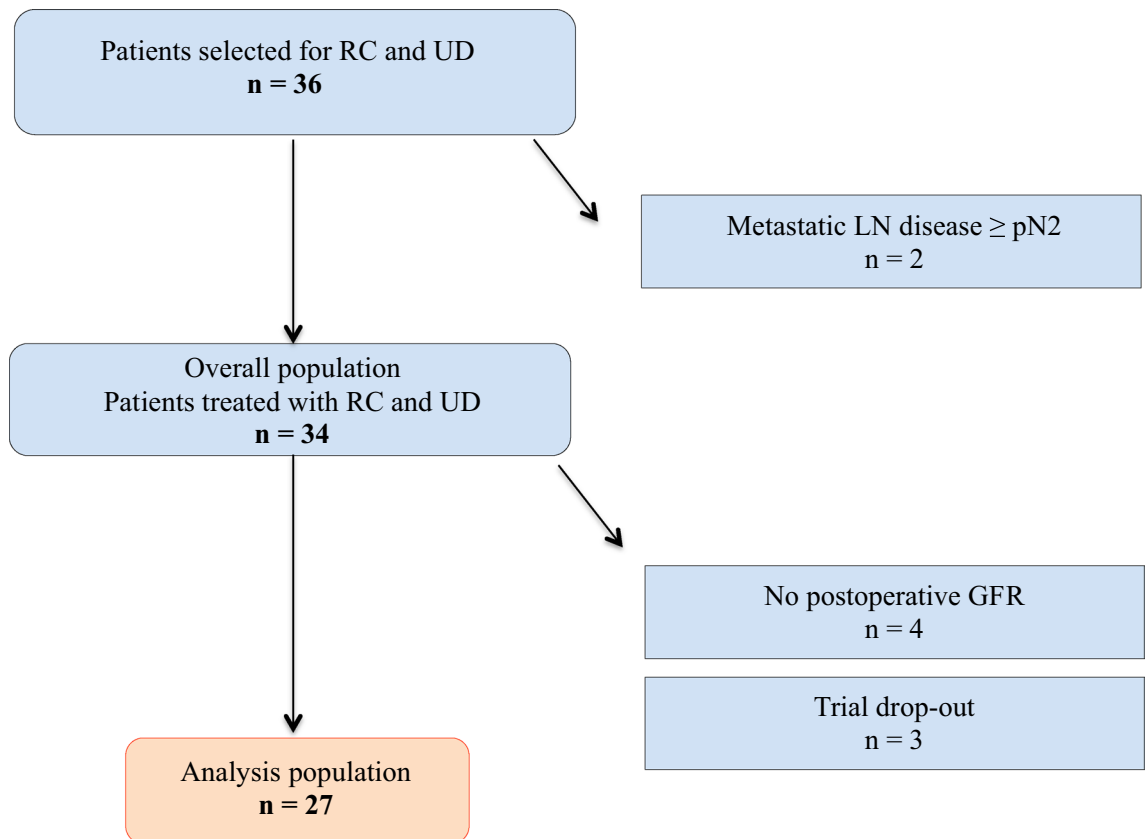 Patients selected for RC and UD
n = 36
Metastatic LN disease ≥ pN2
n = 2
Overall population
Patients treated with RC and UD
n = 34
No postoperative GFR
n = 4
Trial drop-out
n = 3
Analysis population
n = 27